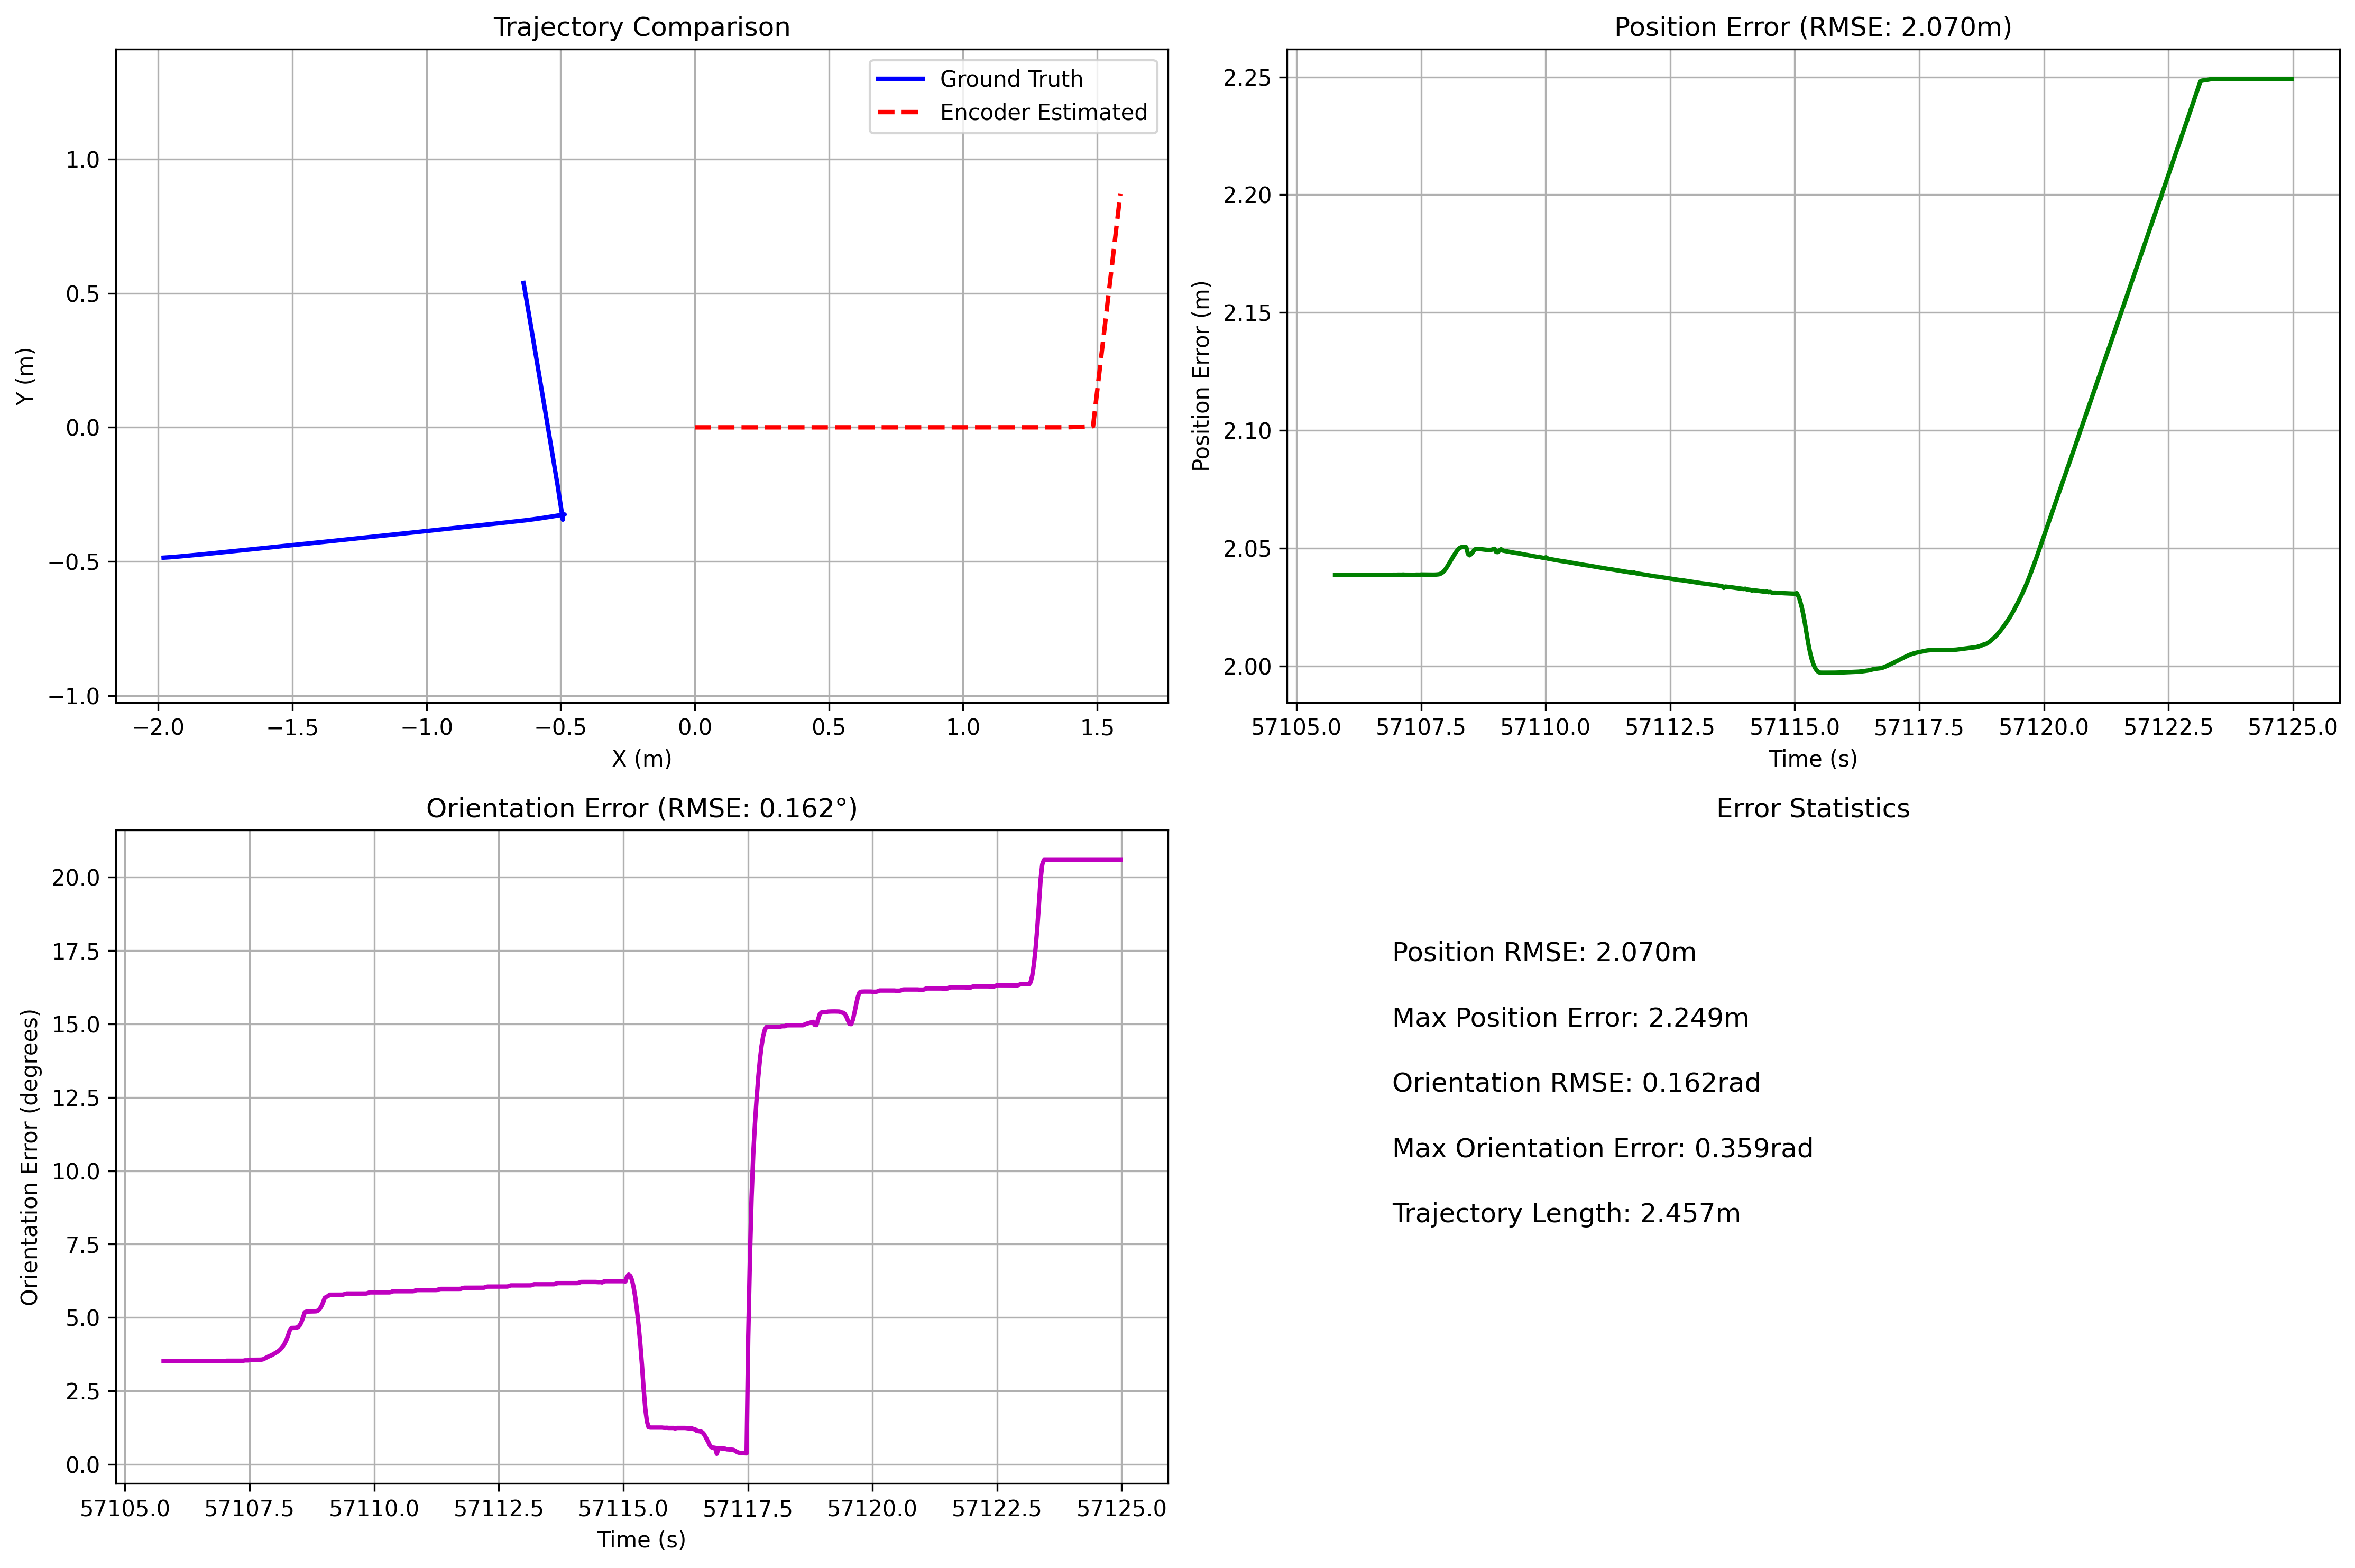 Trajectory Comparison
Ground Truth
Encoder Estimated
Y (m)
1.0
0.5
0.0
−0.5
−1.0
−2.0 −1.5 −1.0 −0.5 0.0 0.5 1.0 1.5
X (m)
Position Error (RMSE: 2.070m)
Position Error (m)
2.25
2.20
2.15
2.10
2.05
2.00
57105.0 57107.5 57110.0 57112.5 57115.0 57117.5 57120.0 57122.5 57125.0
Time (s)
Orientation Error (RMSE: 0.162°)
Orientation Error (degrees)
20.0
17.5
15.0
12.5
10.0
7.5
5.0
2.5
0.0
57105.0 57107.5 57110.0 57112.5 57115.0 57117.5 57120.0 57122.5 57125.0
Time (s)
Error Statistics
Position RMSE: 2.070m
Max Position Error: 2.249m
Orientation RMSE: 0.162rad
Max Orientation Error: 0.359rad
Trajectory Length: 2.457m